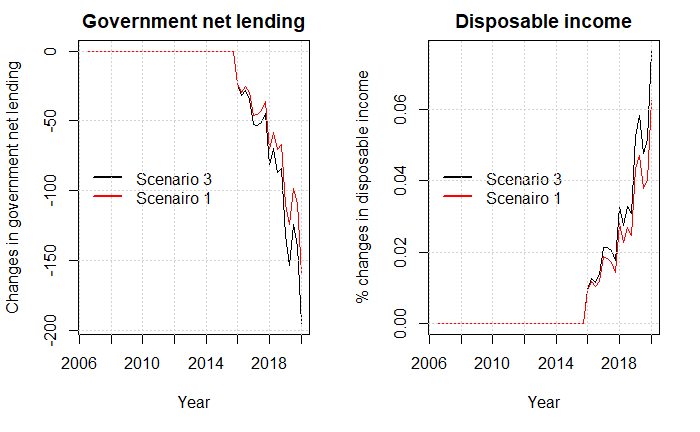 Government net lending
Changes in government net lending
0
-50
-100
-150
-200
Scenario 3
Scenairo 1
2006
2010
2014
2018
Year
Disposable income
% changes in disposable income
0.06
0.04
0.02
0.00
Scenario 3
Scenairo 1
2006
2010
2014
2018
Year